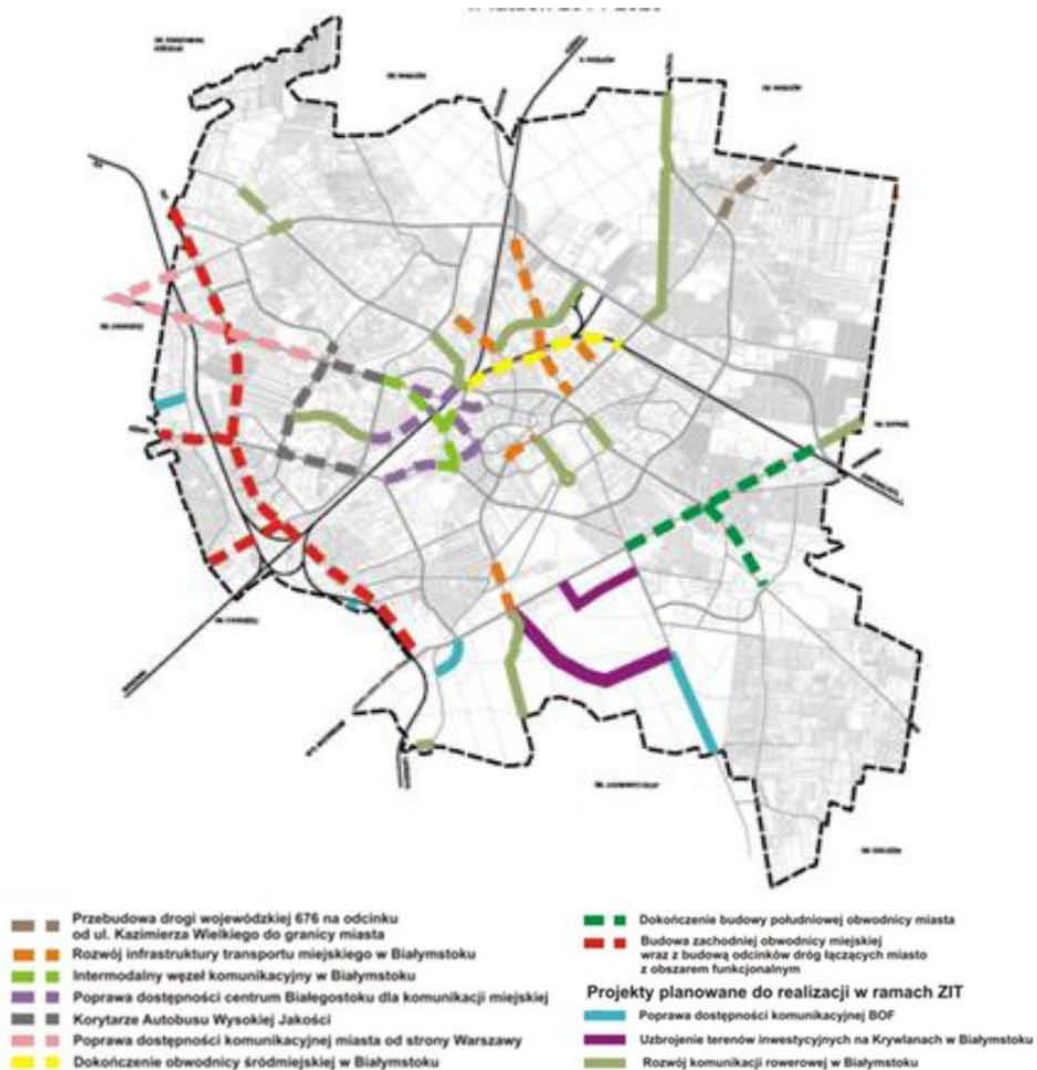 Przebudowa drogi wojewódzkiej 676 na odcinku
od ul. Kazimierza Wielkiego do granicy miasta
Rozwój infrastruktury transportu miejskiego w Białymstoku
Intermodalny węzeł komunikacyjny w Białymstoku
Poprawa dostępności centrum Białegostoku dla komunikacji miejskiej
Korytarze Autobusu Wysokiej Jakości
Poprawa dostępności komunikacyjnej miasta od strony Warszawy
Dokończenie obwodnicy śródmiejskiej w Białymstoku
Dokończenie budowy południowej obwodnicy miasta
Budowa zachodniej obwodnicy miejskiej
wraz z budową odcinków dróg łączących miasto
z obszarem funkcjonalnym
Projekty planowane do realizacji w ramach ZIT
Poprawa dostępności komunikacyjnej BOF
Uzbrojenie terenów inwestycyjnych na Krywlanach w Białymstoku
Rozwój komunikacji rowerowej w Białymstoku